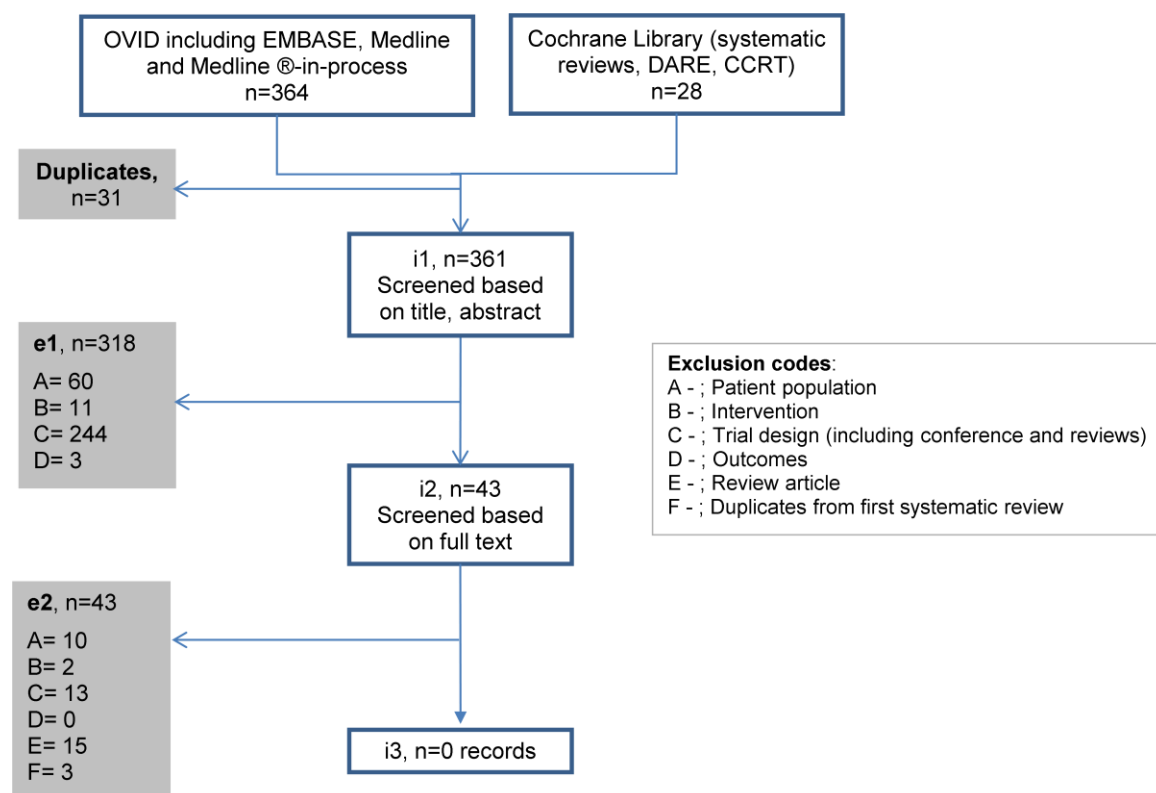 OVID including EMBASE, Medline
and Medline ®-in-process
n=364
Cochrane Library (systematic
reviews, DARE, CCRT)
n=28
Duplicates,
n=31
i1, n=361
Screened based
on title, abstract
e1, n=318
A= 60
B= 11
C= 244
D= 3
Exclusion codes:
A - ; Patient population
B - ; Intervention
C - ; Trial design (including conference and reviews)
D - ; Outcomes
E - ; Review article
F - ; Duplicates from first systematic review
i2, n=43
Screened based
on full text
e2, n=43
A= 10
B= 2
C= 13
D= 0
E= 15
F= 3
i3, n=0 records